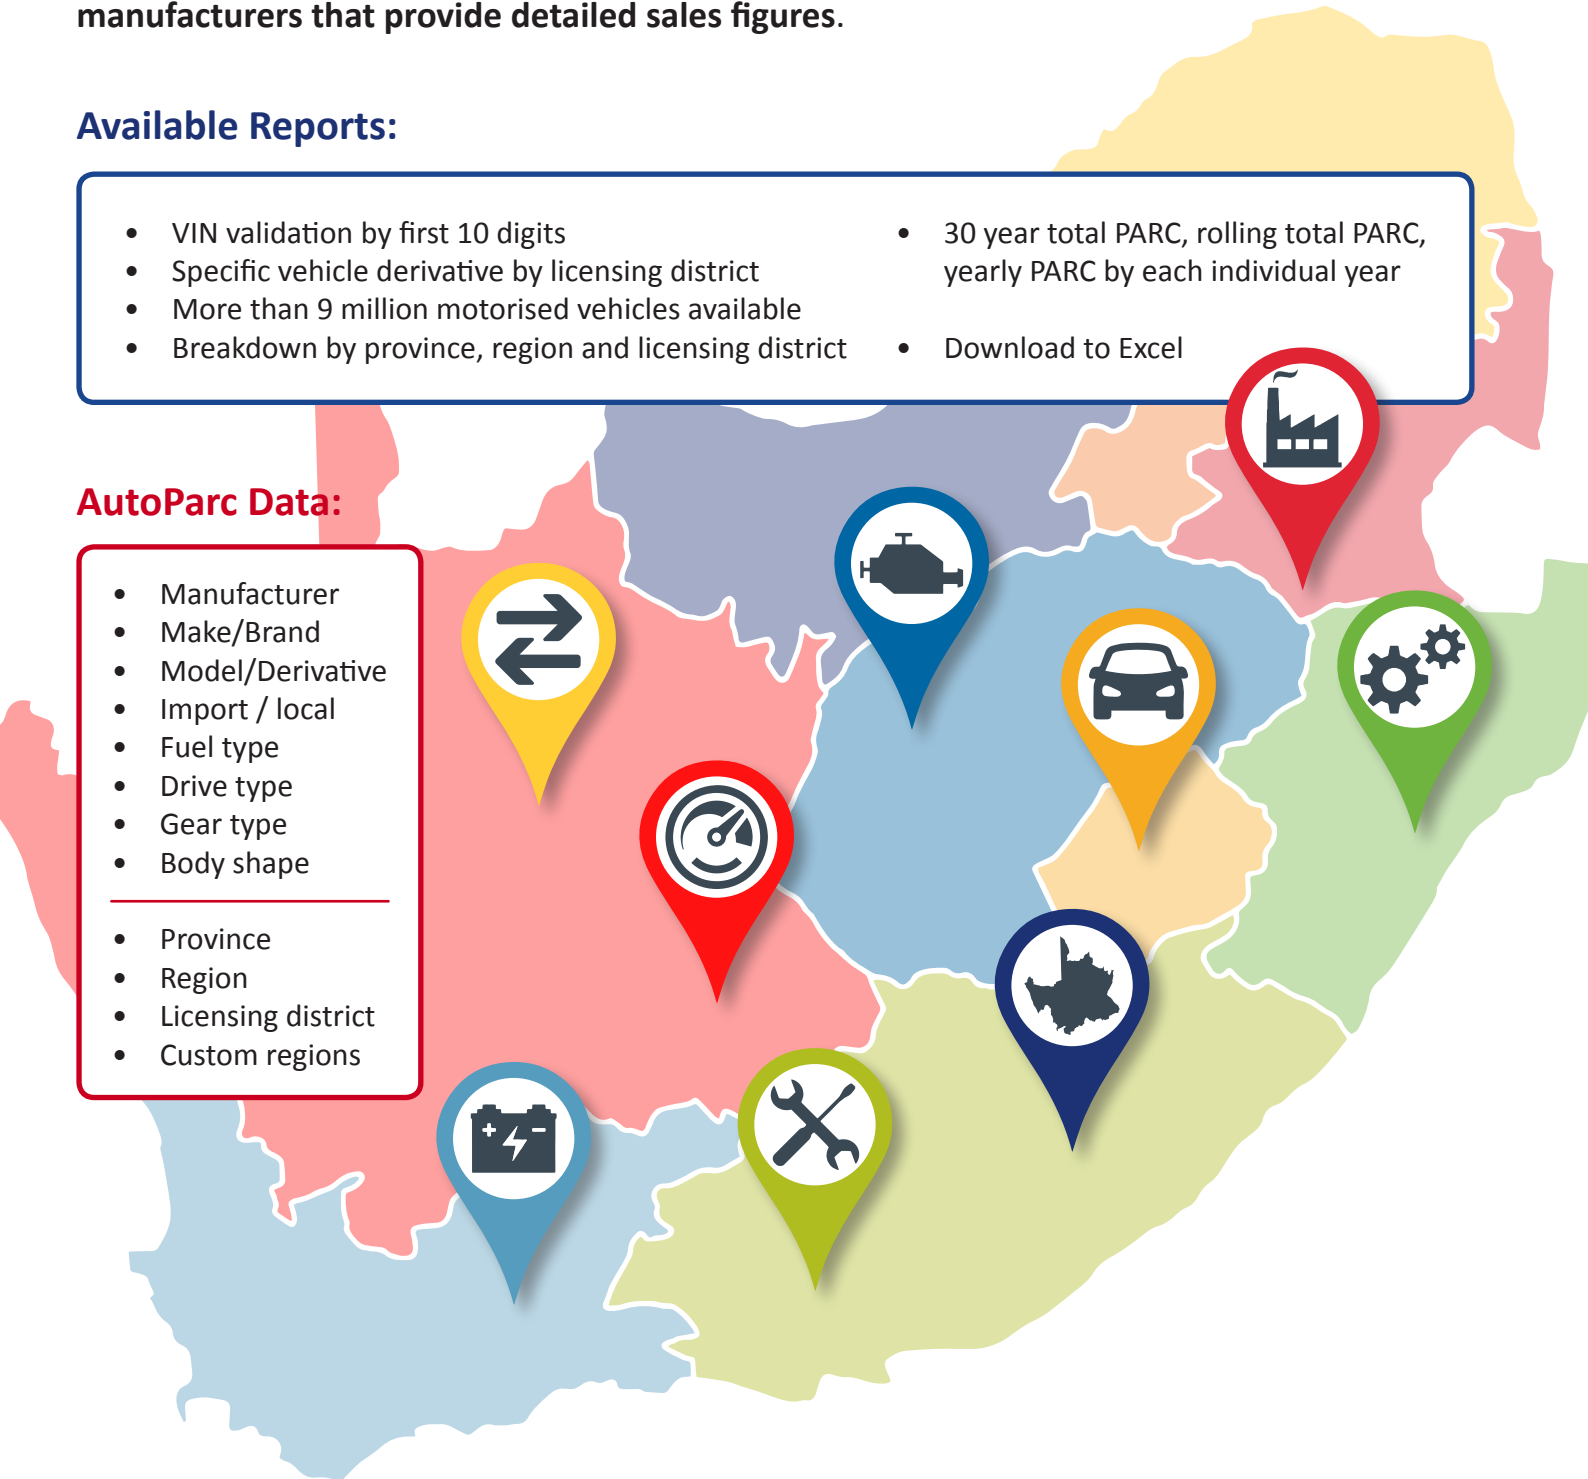 manufacturers that provide detailed sales figures.
Available Reports:
• VIN validation by first 10 digits
• Specific vehicle derivative by licensing district
• More than 9 million motorised vehicles available
• Breakdown by province, region and licensing district
• 30 year total PARC, rolling total PARC,
yearly PARC by each individual year
• Download to Excel
AutoParc Data:
• Manufacturer
• Make/Brand
• Model/Derivative
• Import / local
• Fuel type
• Drive type
• Gear type
• Body shape
• Province
• Region
• Licensing district
• Custom regions